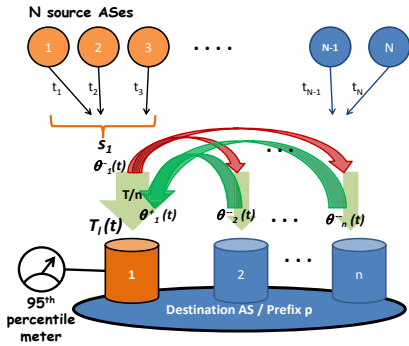 N source ASes
1 2 3 . . . . N-1 N
t1 t2 t3 tN-1 tN
s1
. . .
θ-1(t)
T/n
θ+1(t) θ-2(t) . . . θ-n(t)
Tl(t)
1 2 . . . n
95th
percentile
meter
Destination AS / Prefix p